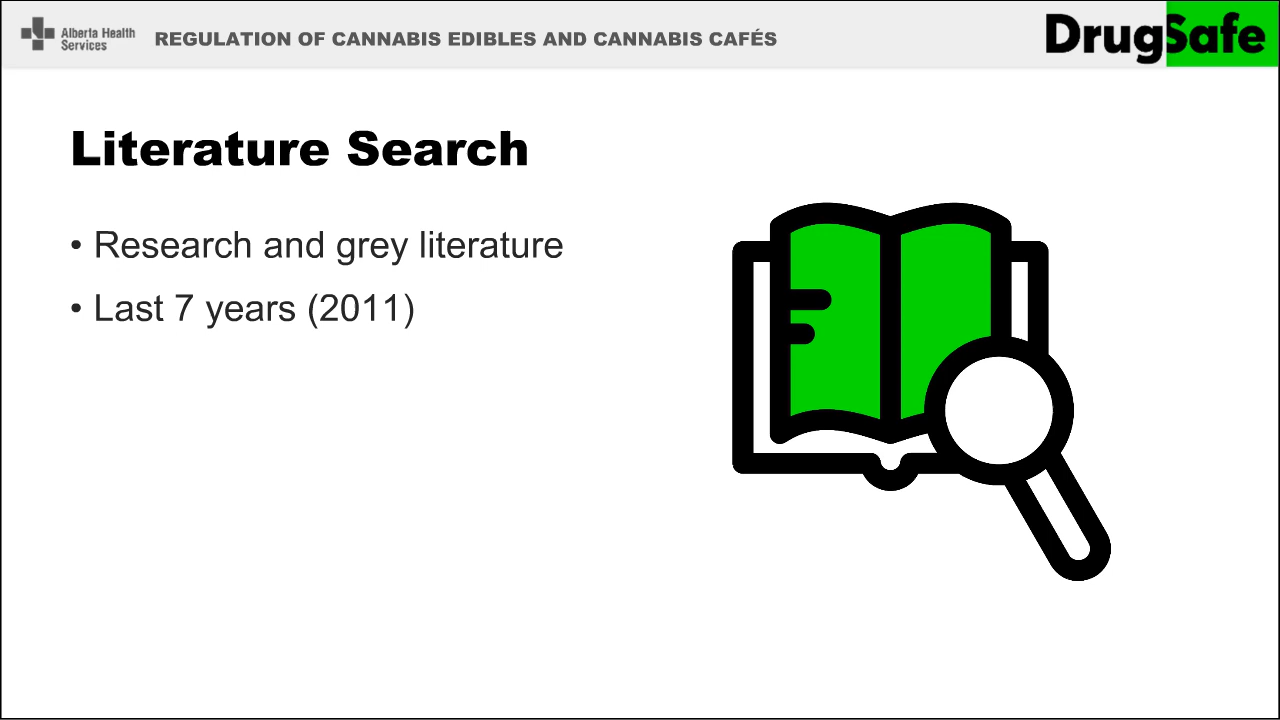 Alberta Health
Services
REGULATION OF CANNABIS EDIBLES AND CANNABIS CAFÉS
DrugSafe
Literature Search
• Research and grey literature
• Last 7 years (2011)